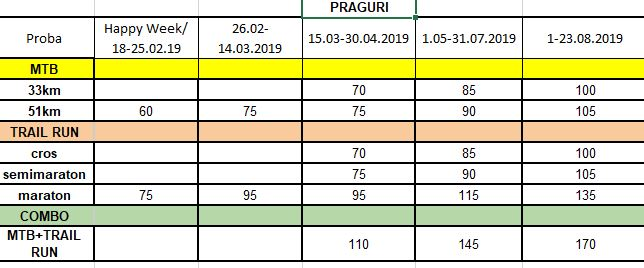 PRAGURI
Proba Happy Week/ 18-25.02.19 26.02- 14.03.2019 15.03-30.04.2019 1.05-31.07.2019 1-23.08.2019
MTB
33km 70 85 100
51km 60 75 75 90 105
TRAIL RUN
cros 70 85 100
semimaraton 75 90 105
maraton 75 95 95 115 135
COMBO
MTB+TRAIL RUN 110 145 170